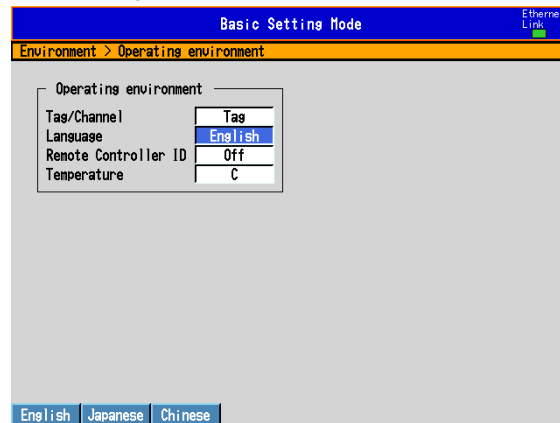 Basic Setting Mode
Etherne
Link
Environment > Operating environment
Operating environment
Tag/Channel Tag
Language English
Remote Controller ID Off
Temperature C
English Japanese Chinese